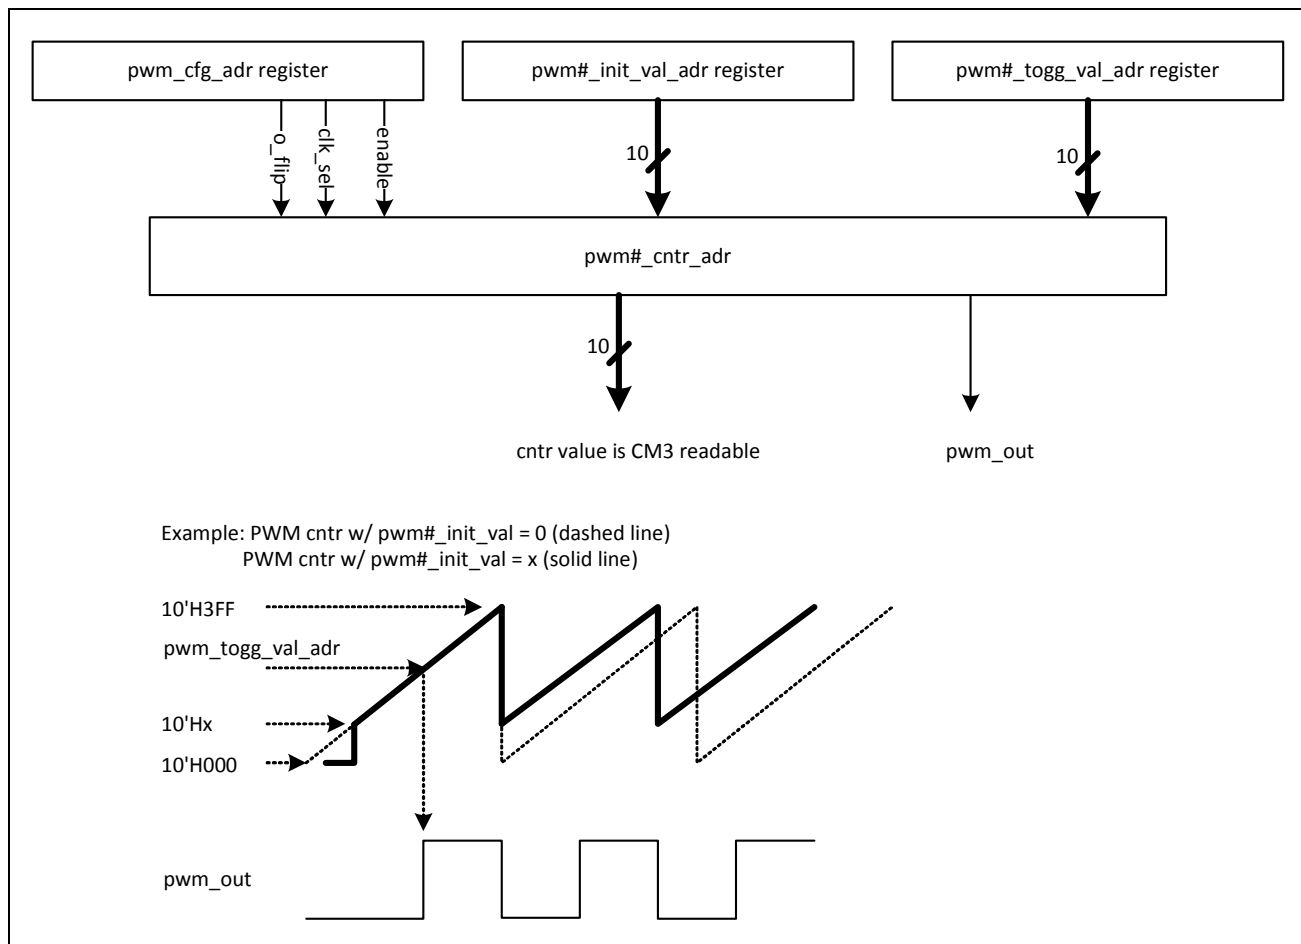 pwm_cfg_adr register
pwm#_init_val_adr register
pwm#_togg_val_adr register
o_flip
clk_sel
enable
10
10
pwm#_cntr_adr
10
cntr value is CM3 readable
pwm_out
Example: PWM cntr w/ pwm#_init_val = 0 (dashed line)
PWM cntr w/ pwm#_init_val = x (solid line)
10'H3FF
pwm_togg_val_adr
10'Hx
10'H000
pwm_out